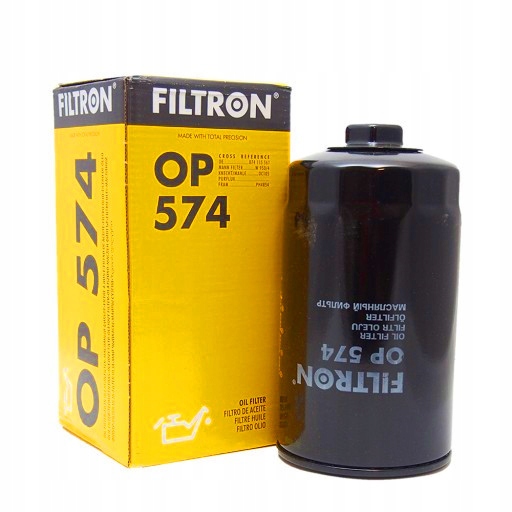 FILTRON®
MADE WITH TOTAL PRECISION
OP
574
CROSS REFERENCE
OIL FILTER
FILTRO DE ACEITE
FILTRE HUILE
FILTRO OLIO
FILTRON®
OP 574
FILTRON®
OP 574
OIL FILTER
FILTR OLEJU
ÖLFILTER
МАСЛЯНЫЙ ФИЛЬТР